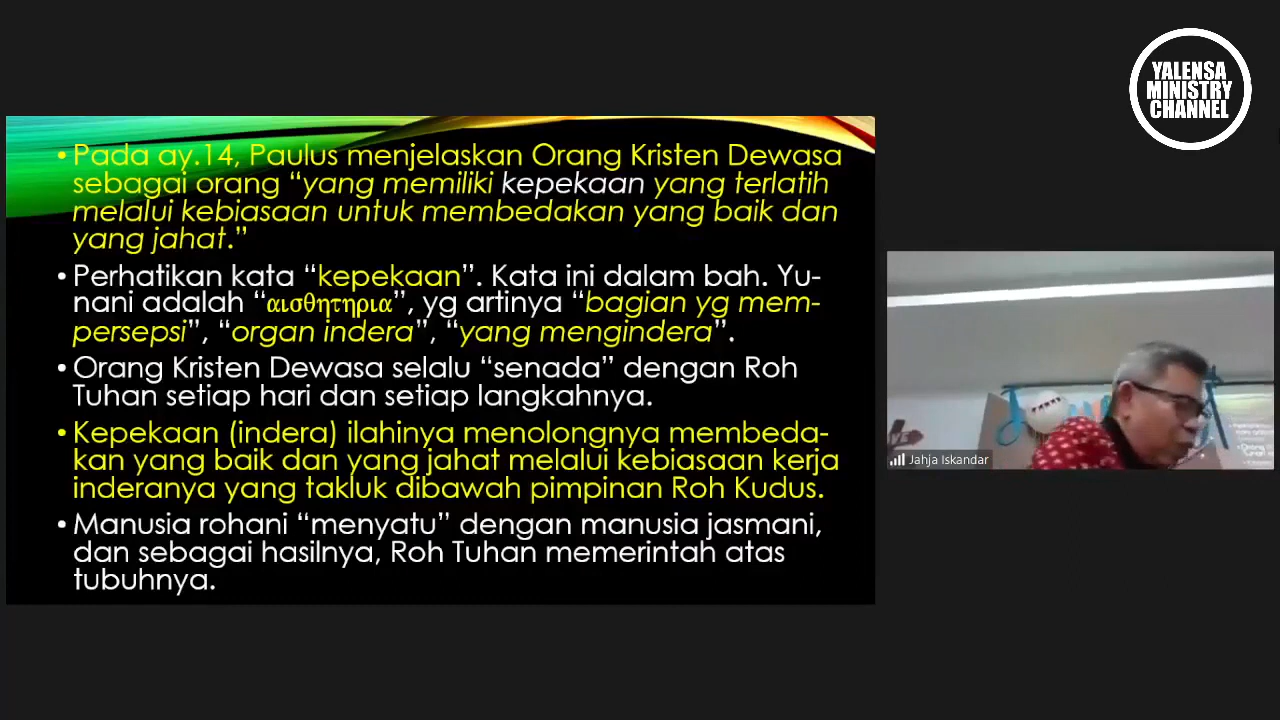 YALENSA
MINISTRY
CHANNEL
• Pada ay.14, Paulus menjelaskan Orang Kristen Dewasa
sebagai orang “yang memiliki kepekaan yang terlatih
melalui kebiasaan untuk membedakan yang baik dan
yang jahat.”
• Perhatikan kata “kepekaan”. Kata ini dalam bah. Yu-
nani adalah “αισθητηρια”, yg artinya “bagian yg mem-
persepsi”, “organ indera”, “yang mengindera”.
• Orang Kristen Dewasa selalu “senada” dengan Roh
Tuhan setiap hari dan setiap langkahnya.
• Kepekaan (indera) ilahinya menolongnya membeda-
kan yang baik dan yang jahat melalui kebiasaan kerja
inderanya yang takluk dibawah pimpinan Roh Kudus.
• Manusia rohani “menyatu” dengan manusia jasmani,
dan sebagai hasilnya, Roh Tuhan memerintah atas
tubuhnya.
Jahja Iskandar